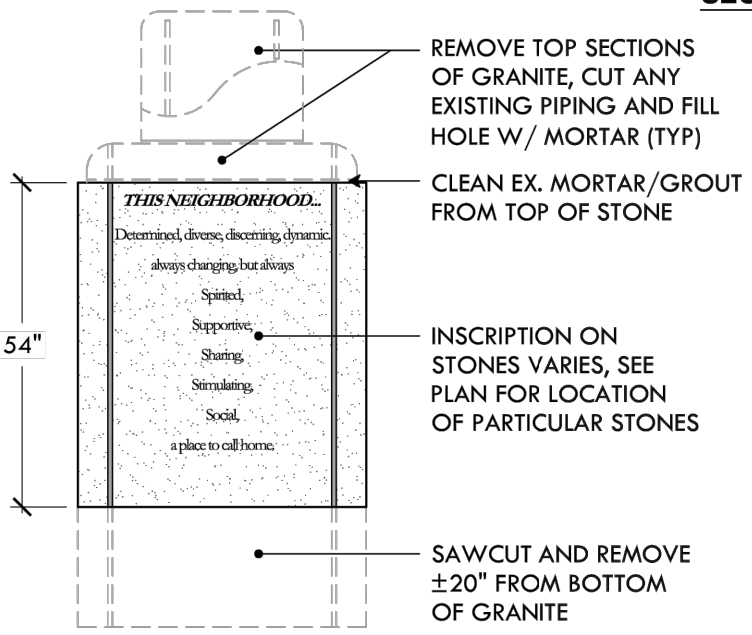 REMOVE TOP SECTIONS
OF GRANITE, CUT ANY
EXISTING PIPING AND FILL
HOLE W/ MORTAR (TYP)
CLEAN EX. MORTAR/GROUT
FROM TOP OF STONE
THIS NEIGHBORHOOD...
Determined, diverse, discerning, dynamic.
always changing, but always
Spirited,
Supportive,
Sharing,
Stimulating,
Social,
a place to call home.
54"
INSCRIPTION ON
STONES VARIES, SEE
PLAN FOR LOCATION
OF PARTICULAR STONES
SAWCUT AND REMOVE
±20" FROM BOTTOM
OF GRANITE